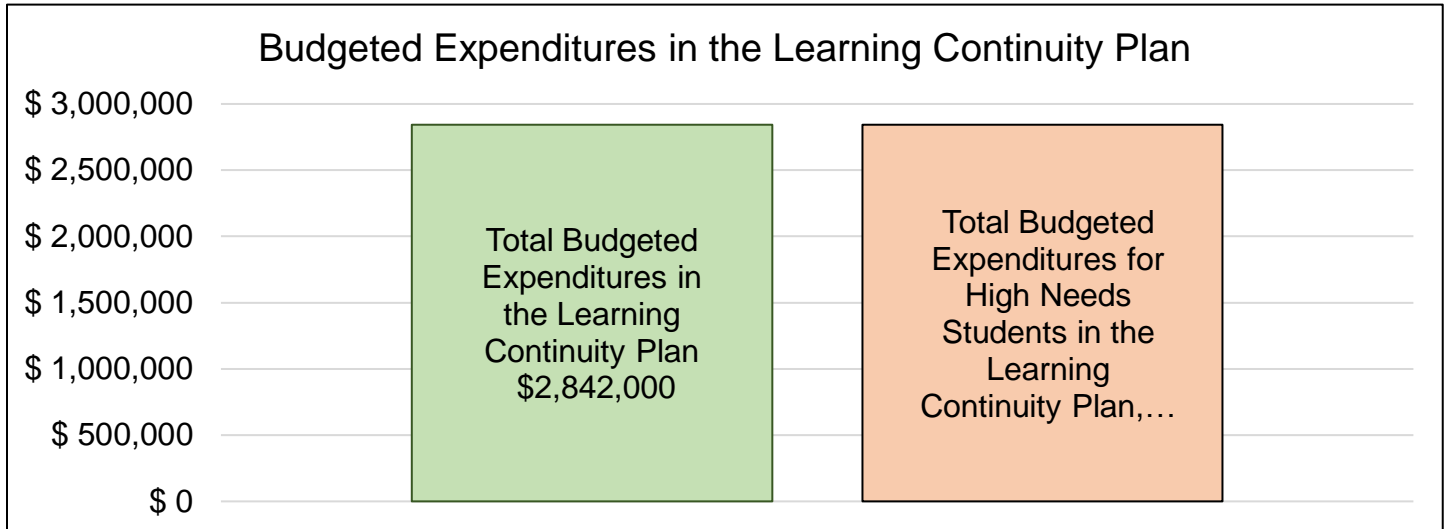 Budgeted Expenditures in the Learning Continuity Plan
$ 3,000,000
$ 2,500,000
$ 2,000,000
$ 1,500,000
$ 1,000,000
$ 500,000
$ 0
Total Budgeted
Expenditures in
the Learning
Continuity Plan
$2,842,000
Total Budgeted
Expenditures for
High Needs
Students in the
Learning
Continuity Plan,…